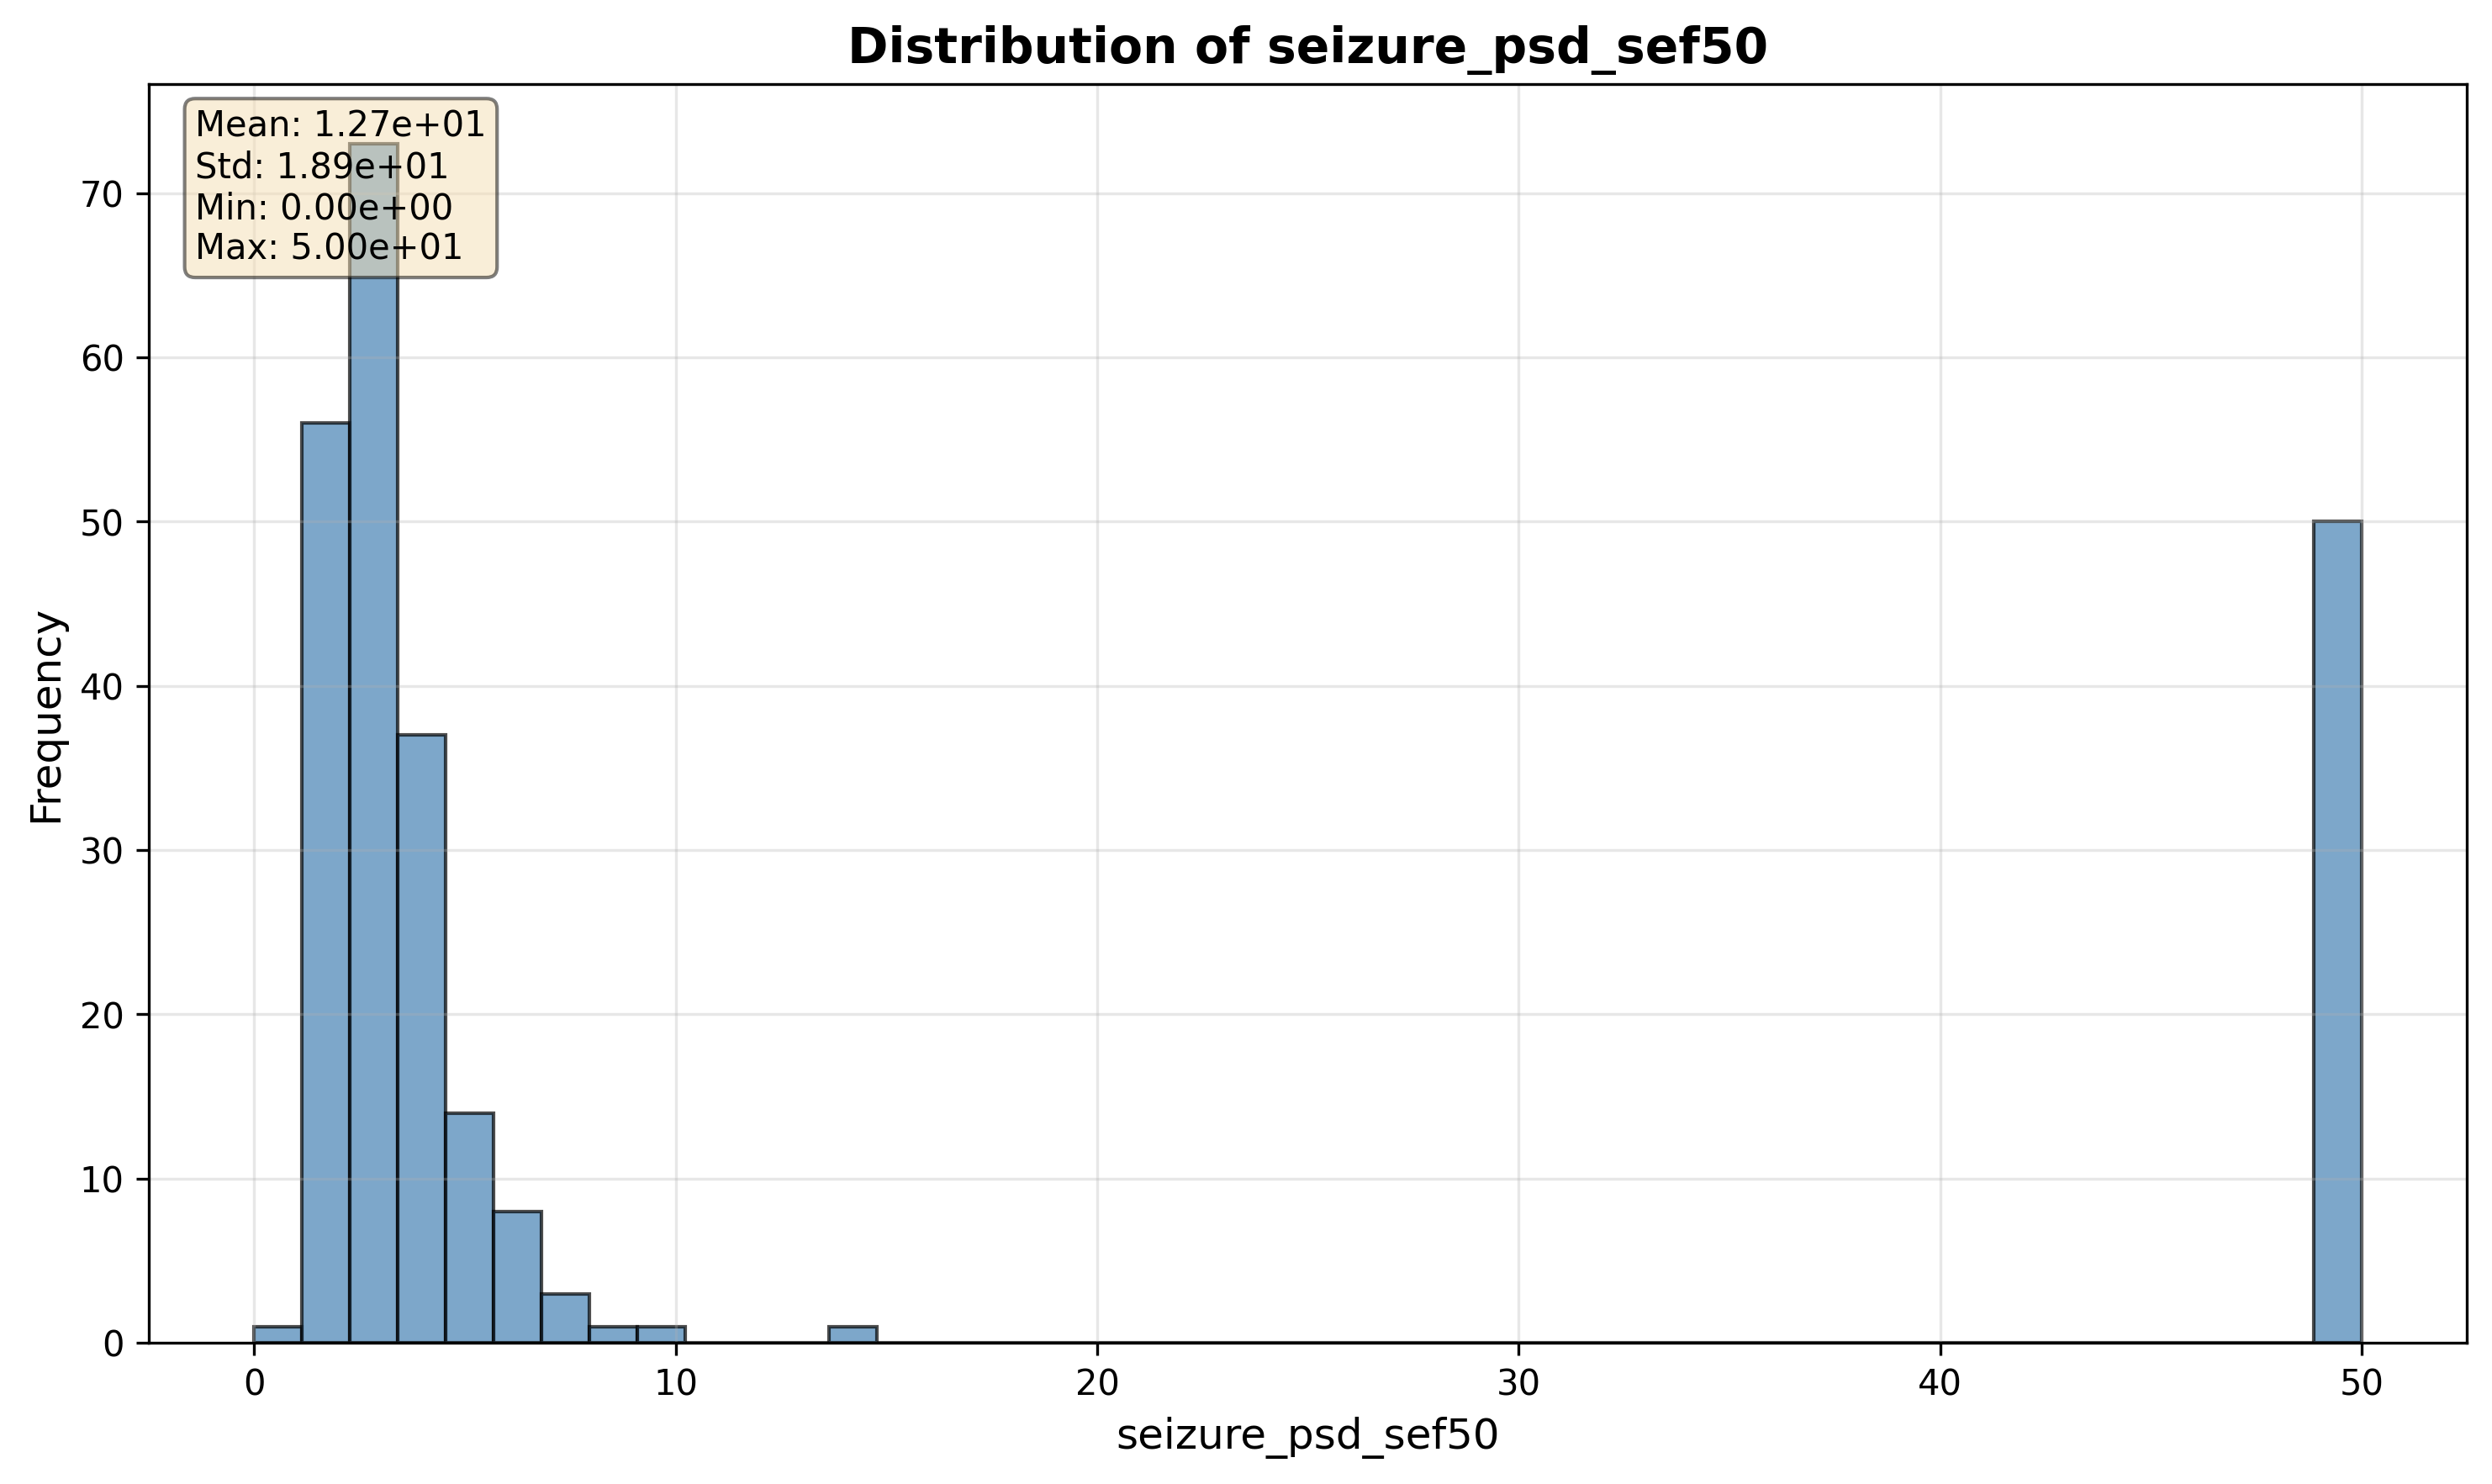 Distribution of seizure_psd_sef50
Mean: 1.27e+01
Std: 1.89e+01
Min: 0.00e+00
Max: 5.00e+01
70
60
50
40
30
20
10
0
Frequency
0 10 20 30 40 50
seizure_psd_sef50